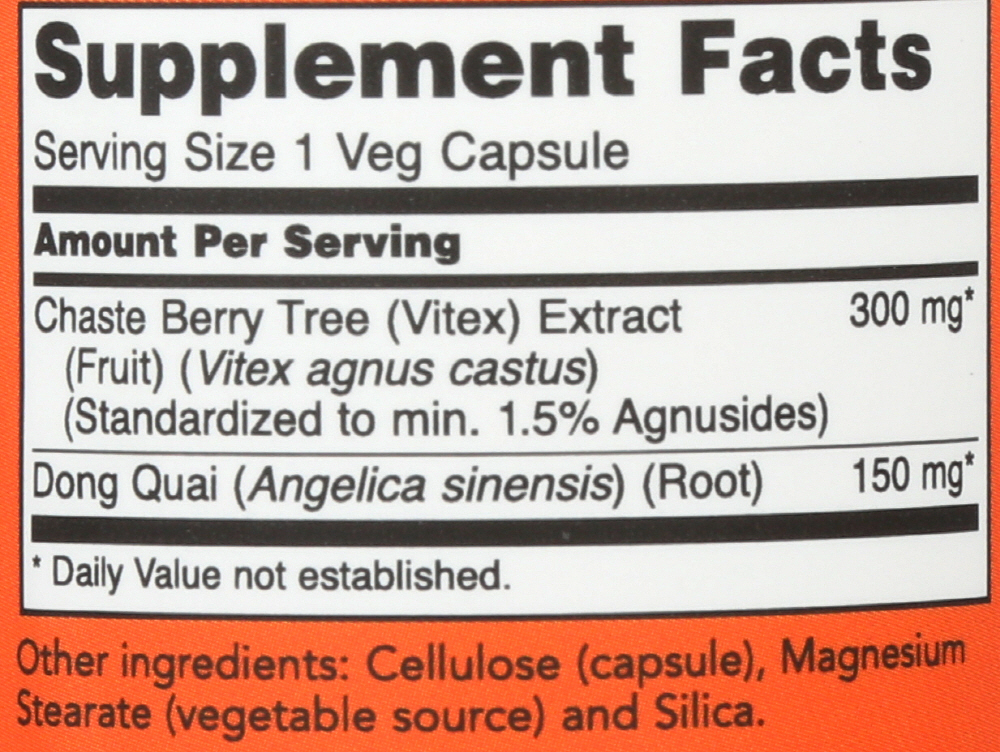 Supplement Facts
Serving Size 1 Veg Capsule
Amount Per Serving
Chaste Berry Tree (Vitex) Extract 300 mg*
(Fruit) (Vitex agnus castus)
(Standardized to min. 1.5% Agnusides)
Dong Quai (Angelica sinensis) (Root) 150 mg*
* Daily Value not established.
Other ingredients: Cellulose (capsule), Magnesium
Stearate (vegetable source) and Silica.